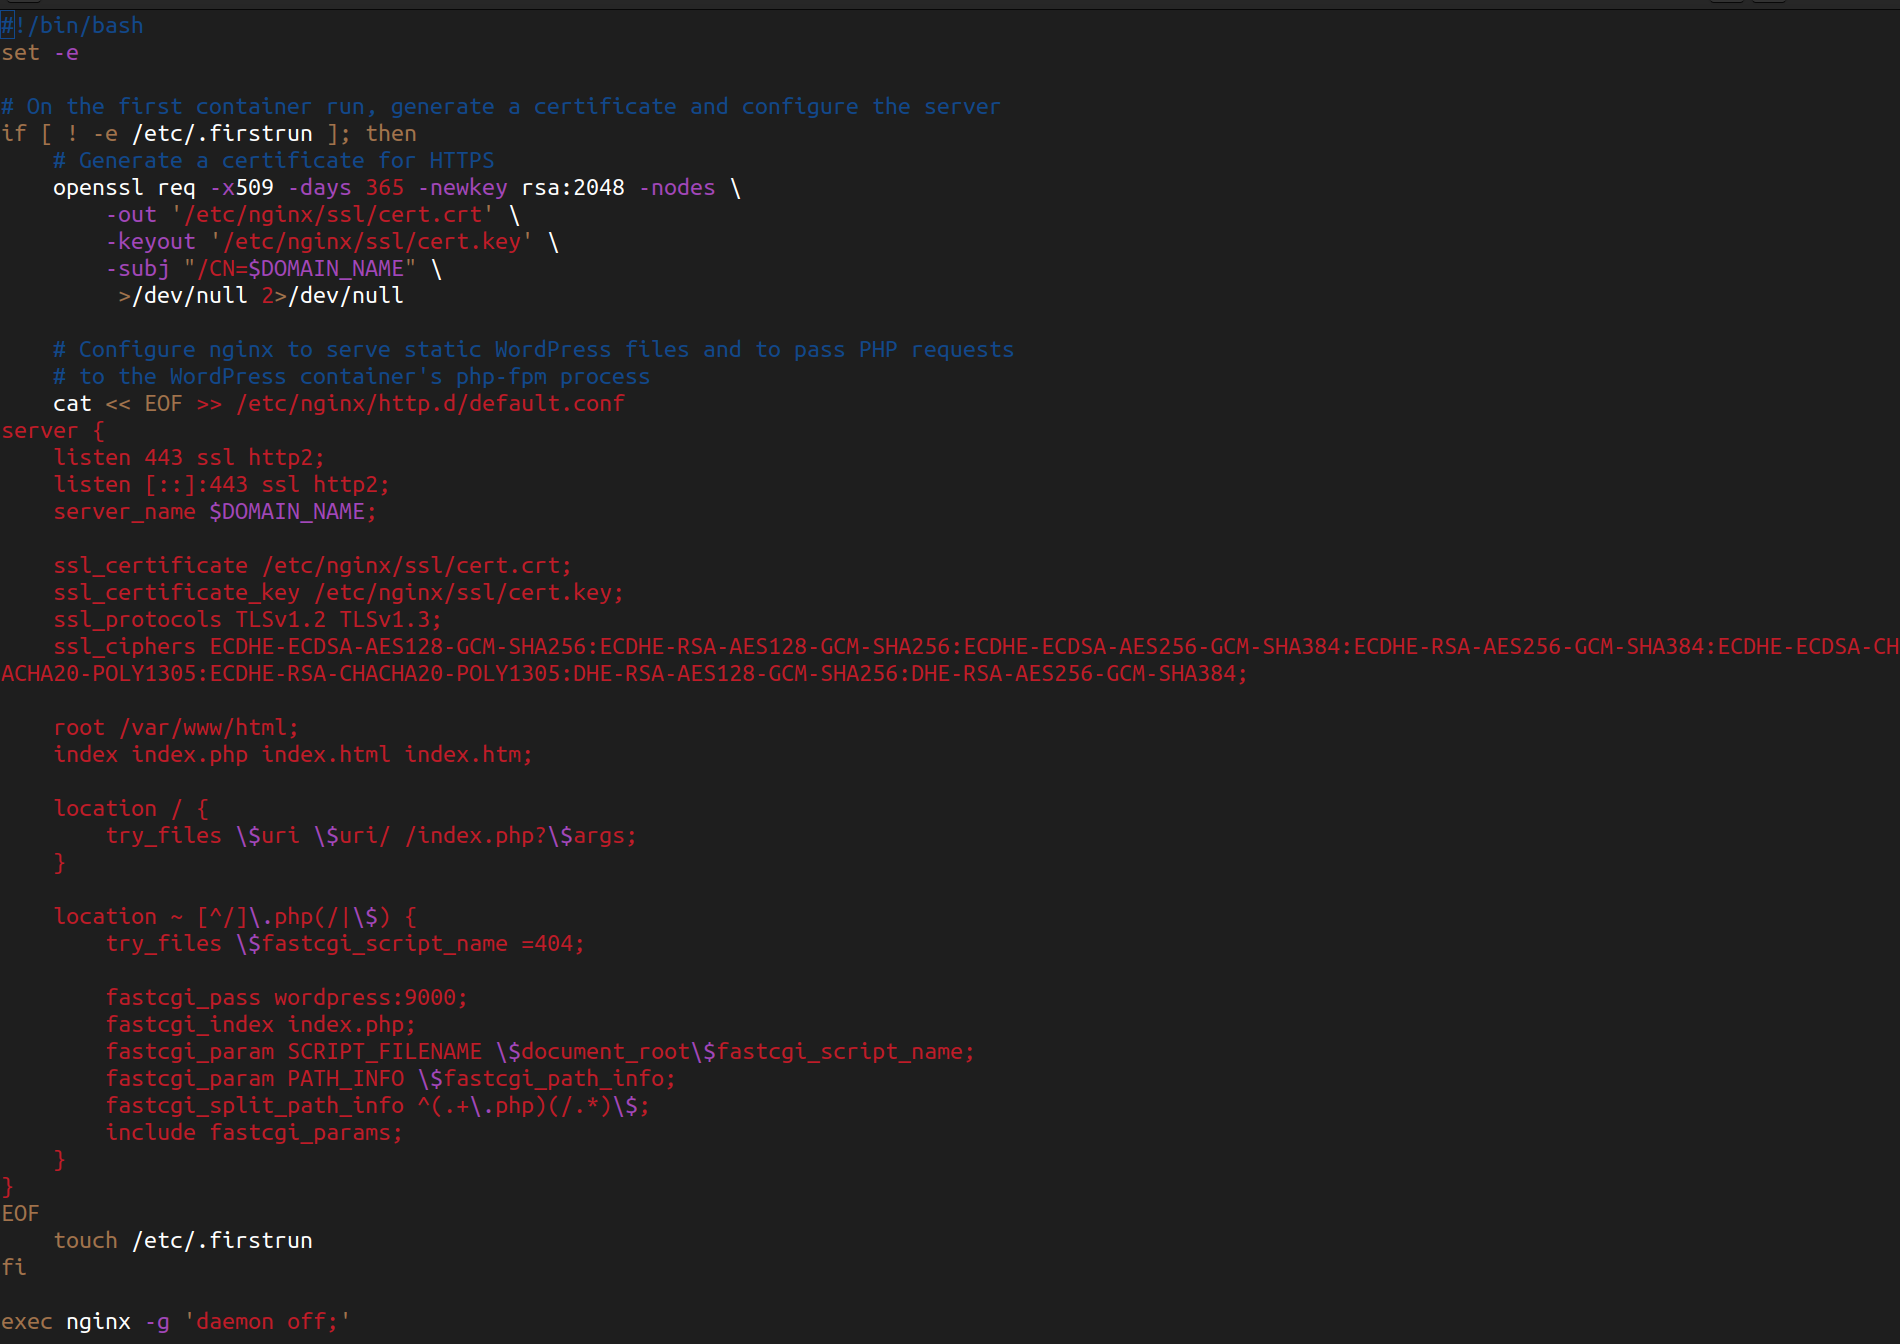 #!/bin/bash
set -e

# On the first container run, generate a certificate and configure the server
if [ ! -e /etc/.firstrun ]; then
    # Generate a certificate for HTTPS
    openssl req -x509 -days 365 -newkey rsa:2048 -nodes \
        -out '/etc/nginx/ssl/cert.crt' \
        -keyout '/etc/nginx/ssl/cert.key' \
        -subj "/CN=$DOMAIN_NAME" \
         >/dev/null 2>/dev/null

    # Configure nginx to serve static WordPress files and to pass PHP requests
    # to the WordPress container's php-fpm process
    cat << EOF >> /etc/nginx/http.d/default.conf
server {
    listen 443 ssl http2;
    listen [::]:443 ssl http2;
    server_name $DOMAIN_NAME;

    ssl_certificate /etc/nginx/ssl/cert.crt;
    ssl_certificate_key /etc/nginx/ssl/cert.key;
    ssl_protocols TLSv1.2 TLSv1.3;
    ssl_ciphers ECDHE-ECDSA-AES128-GCM-SHA256:ECDHE-RSA-AES128-GCM-SHA256:ECDHE-ECDSA-AES256-GCM-SHA384:ECDHE-RSA-AES256-GCM-SHA384:ECDHE-ECDSA-CH
ACHA20-POLY1305:ECDHE-RSA-CHACHA20-POLY1305:DHE-RSA-AES128-GCM-SHA256:DHE-RSA-AES256-GCM-SHA384;

    root /var/www/html;
    index index.php index.html index.htm;

    location / {
        try_files \$uri \$uri/ /index.php?\$args;
    }

    location ~ [^/]\.php(/|\$) {
        try_files \$fastcgi_script_name =404;

        fastcgi_pass wordpress:9000;
        fastcgi_index index.php;
        fastcgi_param SCRIPT_FILENAME \$document_root\$fastcgi_script_name;
        fastcgi_param PATH_INFO \$fastcgi_path_info;
        fastcgi_split_path_info ^(.+\.php)(/.*)\$;
        include fastcgi_params;
    }
}
EOF
    touch /etc/.firstrun
fi

exec nginx -g 'daemon off;'